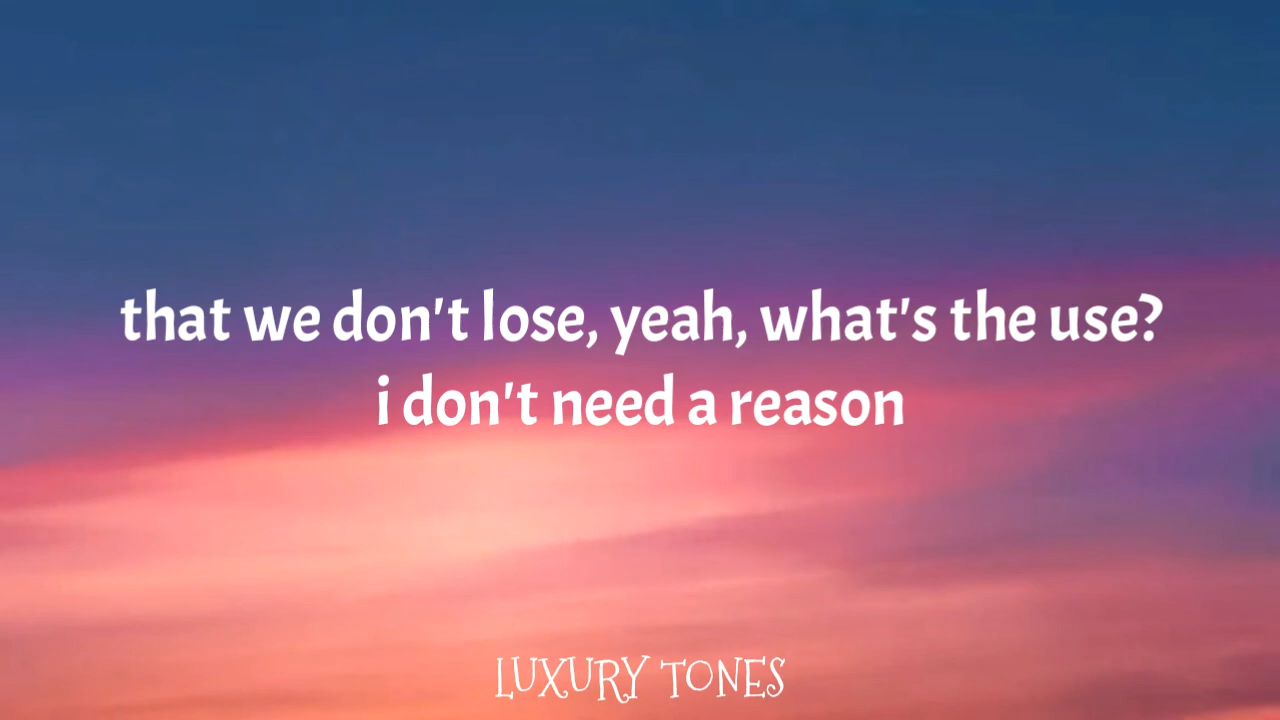 that we don't lose, yeah, what's the use?
i don't need a reason
LUXURY TONES